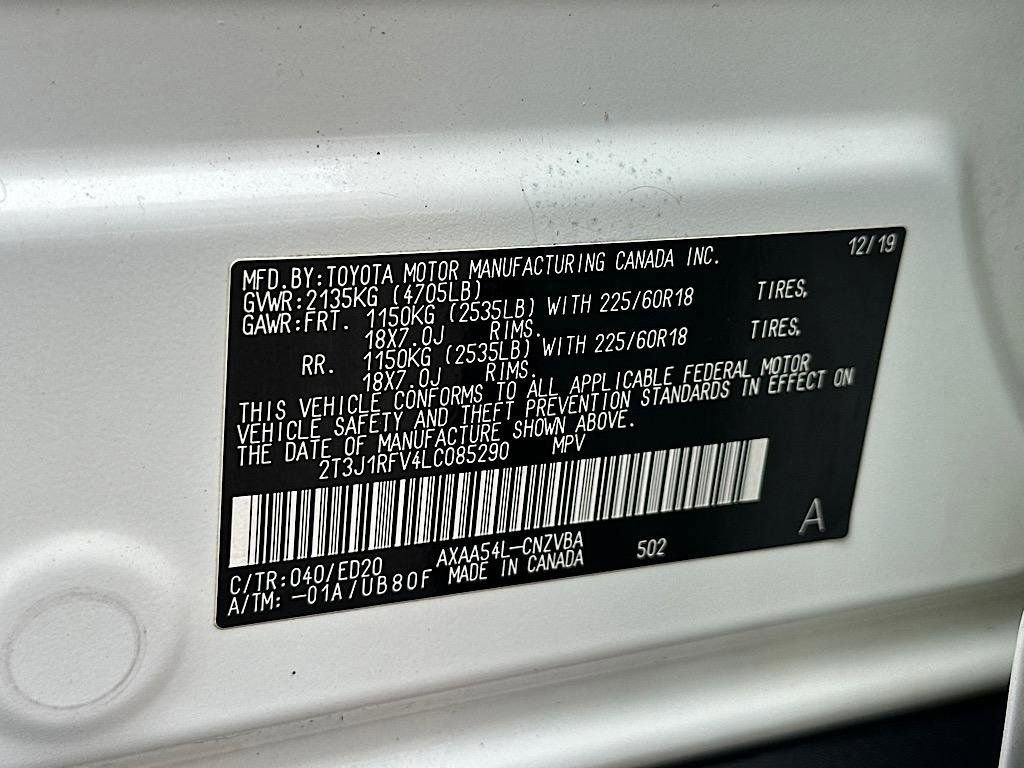 12/19
MFD.BY:TOYOTA MOTOR MANUFACTURING CANADA INC.
GVWR:2135KG (4705LB)
GAWR:FRT. 1150KG (2535LB) WITH 225/60R18 TIRES,
18X7.0J RIMS.
RR. 1150KG (2535LB) WITH 225/60R18 TIRES,
18X7.0J RIMS.
THIS VEHICLE CONFORMS TO ALL APPLICABLE FEDERAL MOTOR
VEHICLE SAFETY AND THEFT PREVENTION STANDARDS IN EFFECT ON
THE DATE OF MANUFACTURE SHOWN ABOVE.
2T3J1RFV4LC085290 MPV
A
C/TR:040/ED20 AXAA54L-CNZVBA 502
A/TM: -01A/UB80F MADE IN CANADA